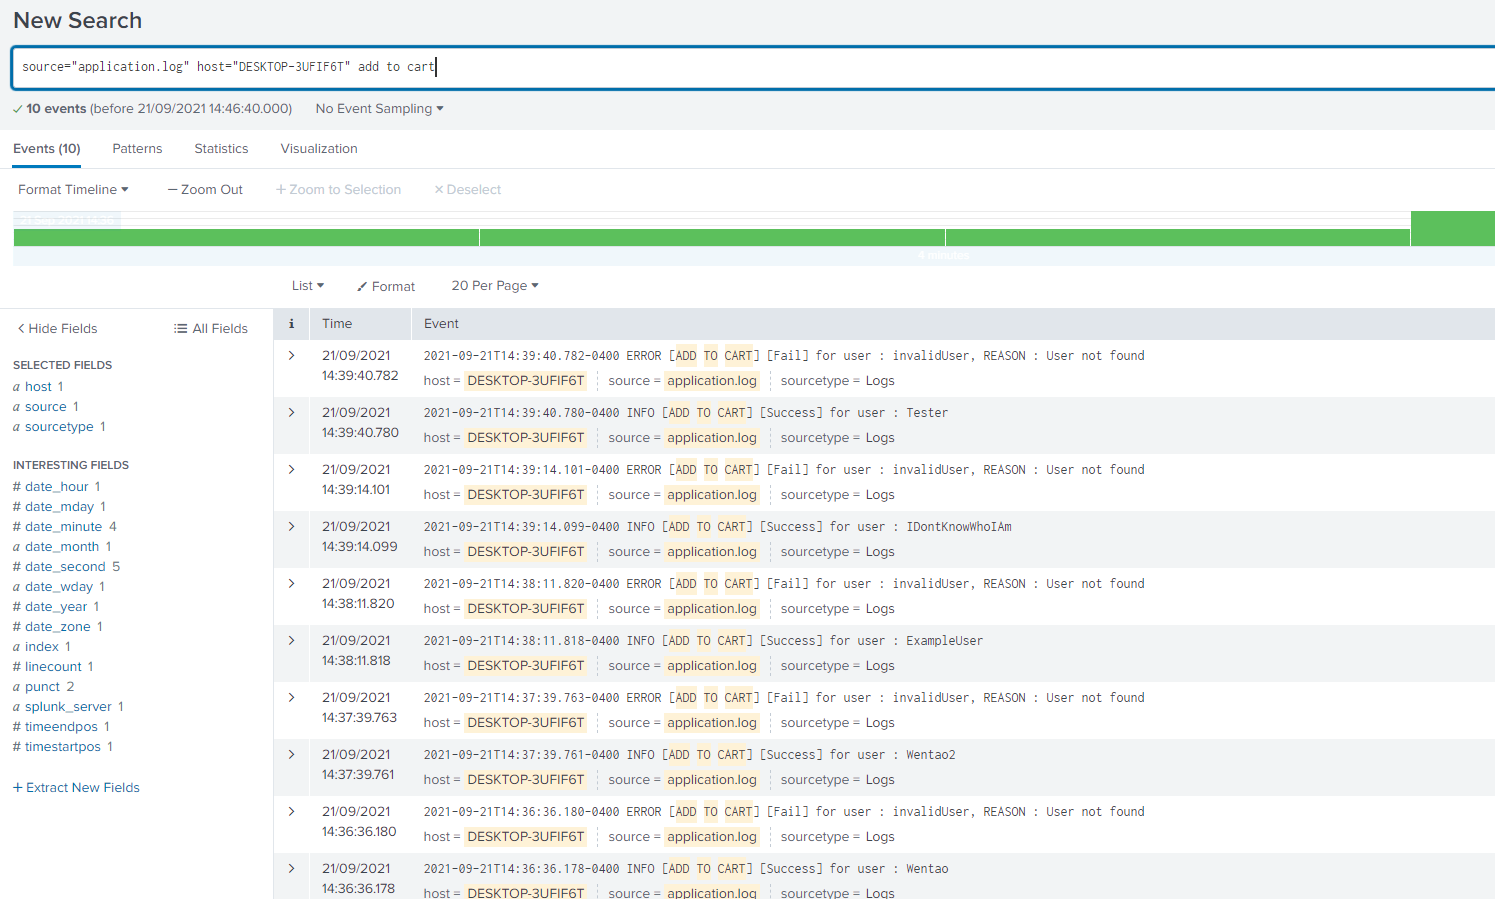 New Search
source="application.log" host="DESKTOP-3UFIF6T" add to cart
✓ 10 events (before 21/09/2021 14:46:40.000) No Event Sampling
Events (10) Patterns Statistics Visualization
Format Timeline — Zoom Out + Zoom to Selection × Deselect
21 Sep 2021 14:36
4 minutes
List Format 20 Per Page
< Hide Fields All Fields
SELECTED FIELDS
a host 1
a source 1
a sourcetype 1
INTERESTING FIELDS
# date_hour 1
# date_mday 1
# date_minute 4
a date_month 1
# date_second 5
a date_wday 1
# date_year 1
# date_zone 1
a index 1
# linecount 1
a punct 2
a splunk_server 1
# timeendpos 1
# timestartpos 1
+ Extract New Fields
i Time Event
> 21/09/2021 2021-09-21T14:39:40.782-0400 ERROR [ADD TO CART] [Fail] for user : invalidUser, REASON : User not found
14:39:40.782 host = DESKTOP-3UFIF6T source = application.log sourcetype = Logs
> 21/09/2021 2021-09-21T14:39:40.780-0400 INFO [ADD TO CART] [Success] for user : Tester
14:39:40.780 host = DESKTOP-3UFIF6T source = application.log sourcetype = Logs
> 21/09/2021 2021-09-21T14:39:14.101-0400 ERROR [ADD TO CART] [Fail] for user : invalidUser, REASON : User not found
14:39:14.101 host = DESKTOP-3UFIF6T source = application.log sourcetype = Logs
> 21/09/2021 2021-09-21T14:39:14.099-0400 INFO [ADD TO CART] [Success] for user : IDontKnowWhoIAm
14:39:14.099 host = DESKTOP-3UFIF6T source = application.log sourcetype = Logs
> 21/09/2021 2021-09-21T14:38:11.820-0400 ERROR [ADD TO CART] [Fail] for user : invalidUser, REASON : User not found
14:38:11.820 host = DESKTOP-3UFIF6T source = application.log sourcetype = Logs
> 21/09/2021 2021-09-21T14:38:11.818-0400 INFO [ADD TO CART] [Success] for user : ExampleUser
14:38:11.818 host = DESKTOP-3UFIF6T source = application.log sourcetype = Logs
> 21/09/2021 2021-09-21T14:37:39.763-0400 ERROR [ADD TO CART] [Fail] for user : invalidUser, REASON : User not found
14:37:39.763 host = DESKTOP-3UFIF6T source = application.log sourcetype = Logs
> 21/09/2021 2021-09-21T14:37:39.761-0400 INFO [ADD TO CART] [Success] for user : Wentao2
14:37:39.761 host = DESKTOP-3UFIF6T source = application.log sourcetype = Logs
> 21/09/2021 2021-09-21T14:36:36.180-0400 ERROR [ADD TO CART] [Fail] for user : invalidUser, REASON : User not found
14:36:36.180 host = DESKTOP-3UFIF6T source = application.log sourcetype = Logs
> 21/09/2021 2021-09-21T14:36:36.178-0400 INFO [ADD TO CART] [Success] for user : Wentao
14:36:36.178 host = DESKTOP-3UFIF6T source = application.log sourcetype = Logs